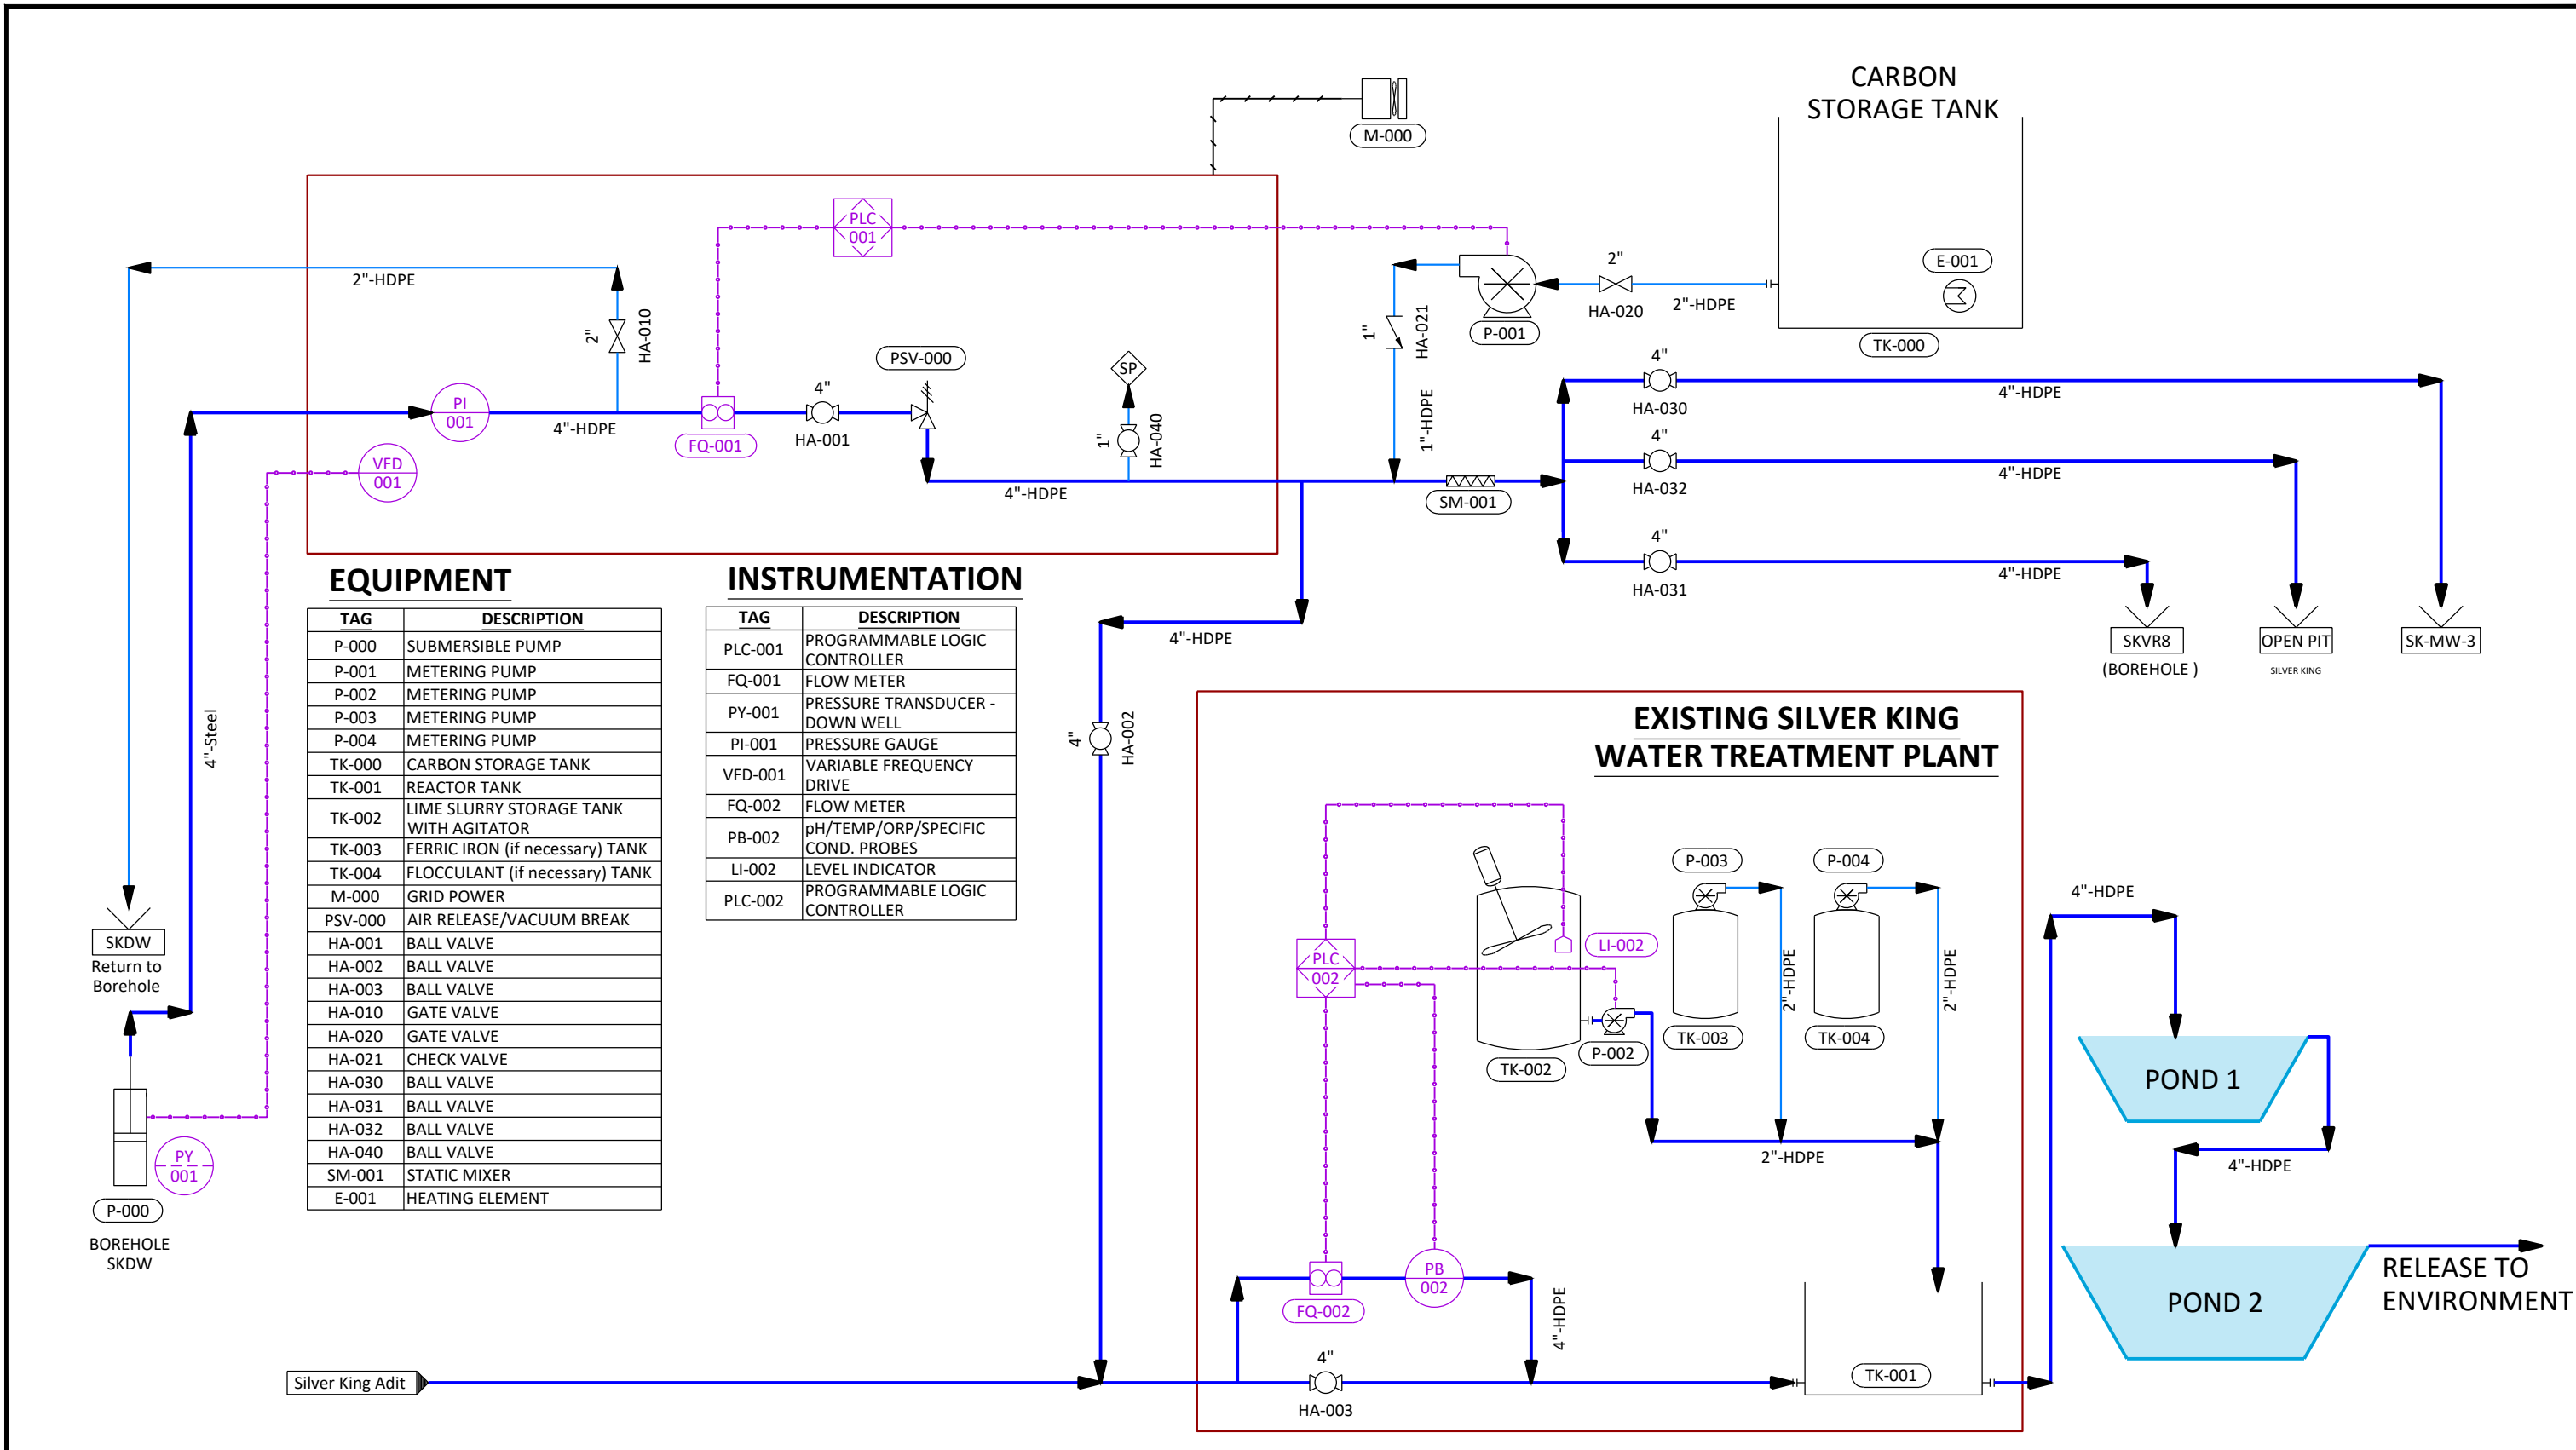 CARBON
STORAGE TANK
M-000
PLC
001
E-001
2"-HDPE
2"
HA-010
2"
HA-020
2"-HDPE
1"
HA-021
P-001
TK-000
PSV-000
SP
PI
001
4"-HDPE
FQ-001
4"
HA-001
1"
HA-040
1"-HDPE
4"
HA-030
4"-HDPE
VFD
001
4"-HDPE
SM-001
4"
HA-032
4"-HDPE
4"
HA-031
4"-HDPE
SKVR8
(BOREHOLE )
OPEN PIT
SILVER KING
SK-MW-3
4"-HDPE
4"
HA-002
4"-Steel
SKDW
Return to
Borehole
PY
001
P-000
BOREHOLE
SKDW
EQUIPMENT
TAG DESCRIPTION
P-000 SUBMERSIBLE PUMP
P-001 METERING PUMP
P-002 METERING PUMP
P-003 METERING PUMP
P-004 METERING PUMP
TK-000 CARBON STORAGE TANK
TK-001 REACTOR TANK
TK-002 LIME SLURRY STORAGE TANK
WITH AGITATOR
TK-003 FERRIC IRON (if necessary) TANK
TK-004 FLOCCULANT (if necessary) TANK
M-000 GRID POWER
PSV-000 AIR RELEASE/VACUUM BREAK
HA-001 BALL VALVE
HA-002 BALL VALVE
HA-003 BALL VALVE
HA-010 GATE VALVE
HA-020 GATE VALVE
HA-021 CHECK VALVE
HA-030 BALL VALVE
HA-031 BALL VALVE
HA-032 BALL VALVE
HA-040 BALL VALVE
SM-001 STATIC MIXER
E-001 HEATING ELEMENT
INSTRUMENTATION
TAG DESCRIPTION
PLC-001 PROGRAMMABLE LOGIC
CONTROLLER
FQ-001 FLOW METER
PY-001 PRESSURE TRANSDUCER -
DOWN WELL
PI-001 PRESSURE GAUGE
VFD-001 VARIABLE FREQUENCY
DRIVE
FQ-002 FLOW METER
PB-002 pH/TEMP/ORP/SPECIFIC
COND. PROBES
LI-002 LEVEL INDICATOR
PLC-002 PROGRAMMABLE LOGIC
CONTROLLER
EXISTING SILVER KING
WATER TREATMENT PLANT
P-003
P-004
LI-002
PLC
002
2"-HDPE
2"-HDPE
TK-003
TK-004
P-002
TK-002
2"-HDPE
PB
002
FQ-002
4"-HDPE
4"
HA-003
Silver King Adit
TK-001
4"-HDPE
POND 1
4"-HDPE
POND 2
RELEASE TO
ENVIRONMENT